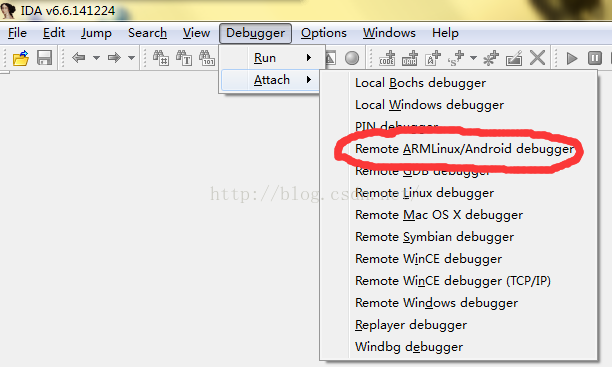 IDA v6.6.141224
File Edit Jump Search View Debugger Options Windows Help
Run
Attach
Local Bochs debugger
Local Windows debugger
PIN debugger
Remote ARMLinux/Android debugger
Remote GDB debugger
http://blog.csdn.net/
Remote Linux debugger
Remote Mac OS X debugger
Remote Symbian debugger
Remote WinCE debugger
Remote WinCE debugger (TCP/IP)
Remote Windows debugger
Replayer debugger
Windbg debugger